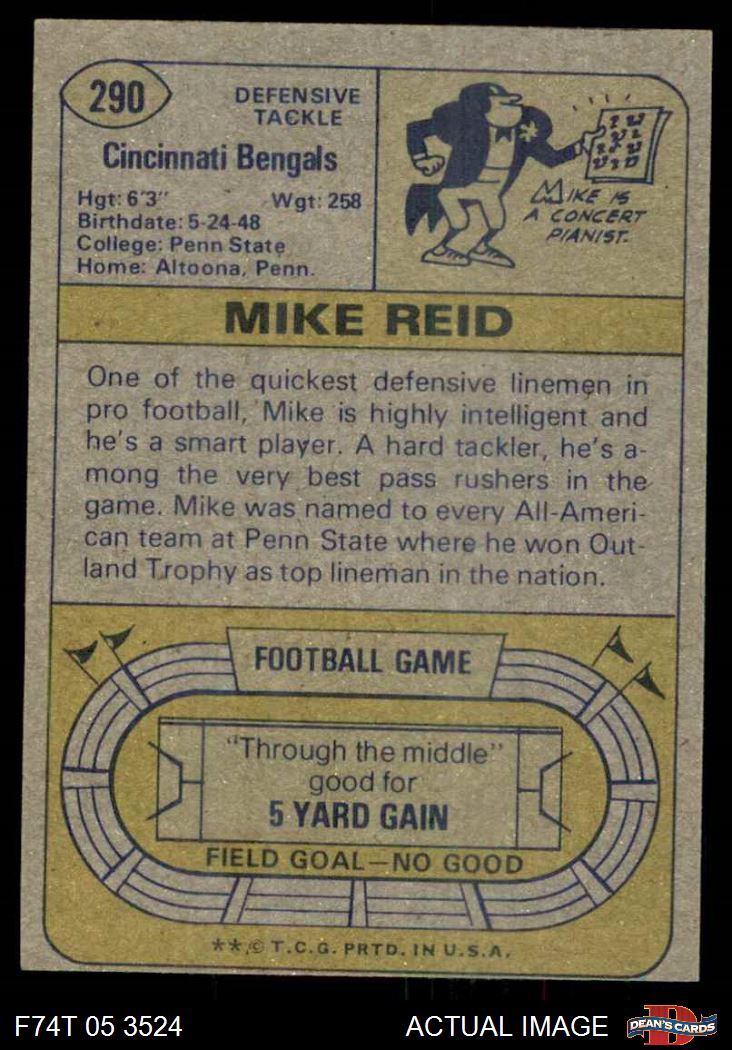 290
DEFENSIVE
TACKLE
Cincinnati Bengals
Hgt: 6'3" Wgt: 258
Birthdate: 5-24-48
College: Penn State
Home: Altoona, Penn.
MIKE IS
A CONCERT
PIANIST.
MIKE REID
One of the quickest defensive linemen in
pro football, Mike is highly intelligent and
he's a smart player. A hard tackler, he's a-
mong the very best pass rushers in the
game. Mike was named to every All-Ameri-
can team at Penn State where he won Out-
land Trophy as top lineman in the nation.
FOOTBALL GAME
"Through the middle"
good for
5 YARD GAIN
FIELD GOAL—NO GOOD
**© T.C.G. PRTD. IN U.S.A.
F74T 05 3524 ACTUAL IMAGE
DEAN'S CARDS